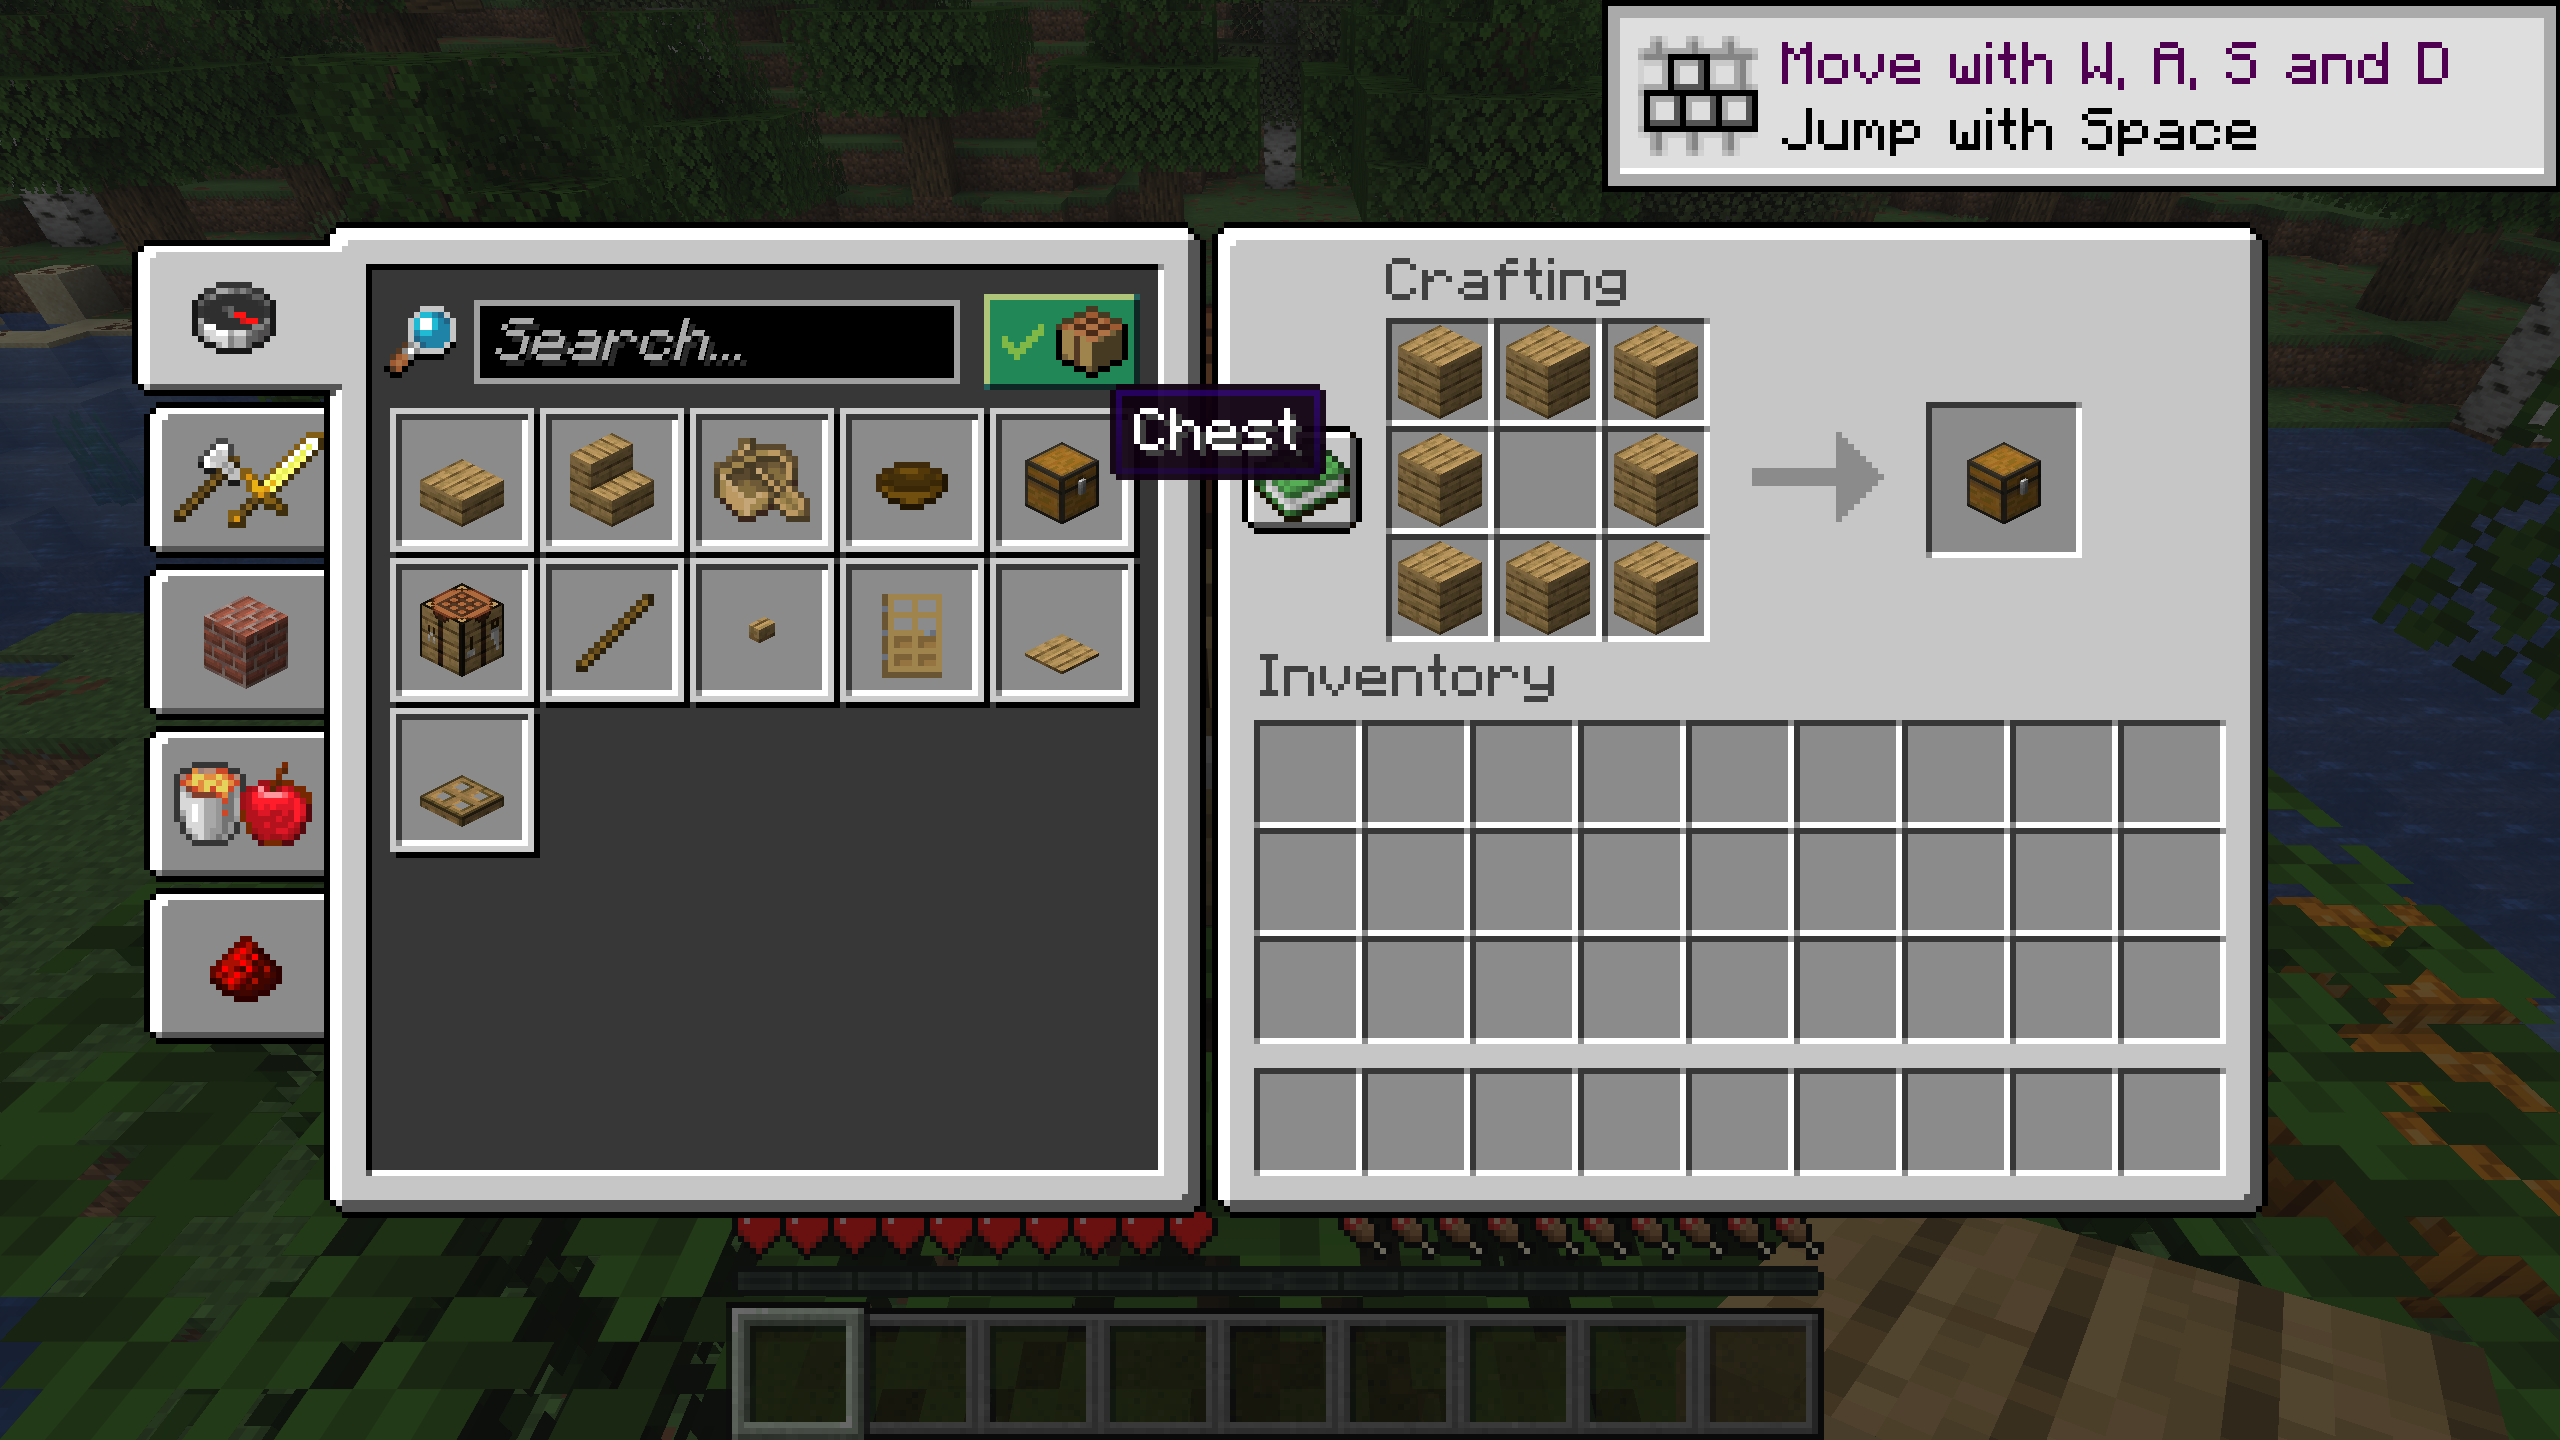 Move with W, A, S and D
Jump with Space
Crafting
Search...
Chest
Inventory